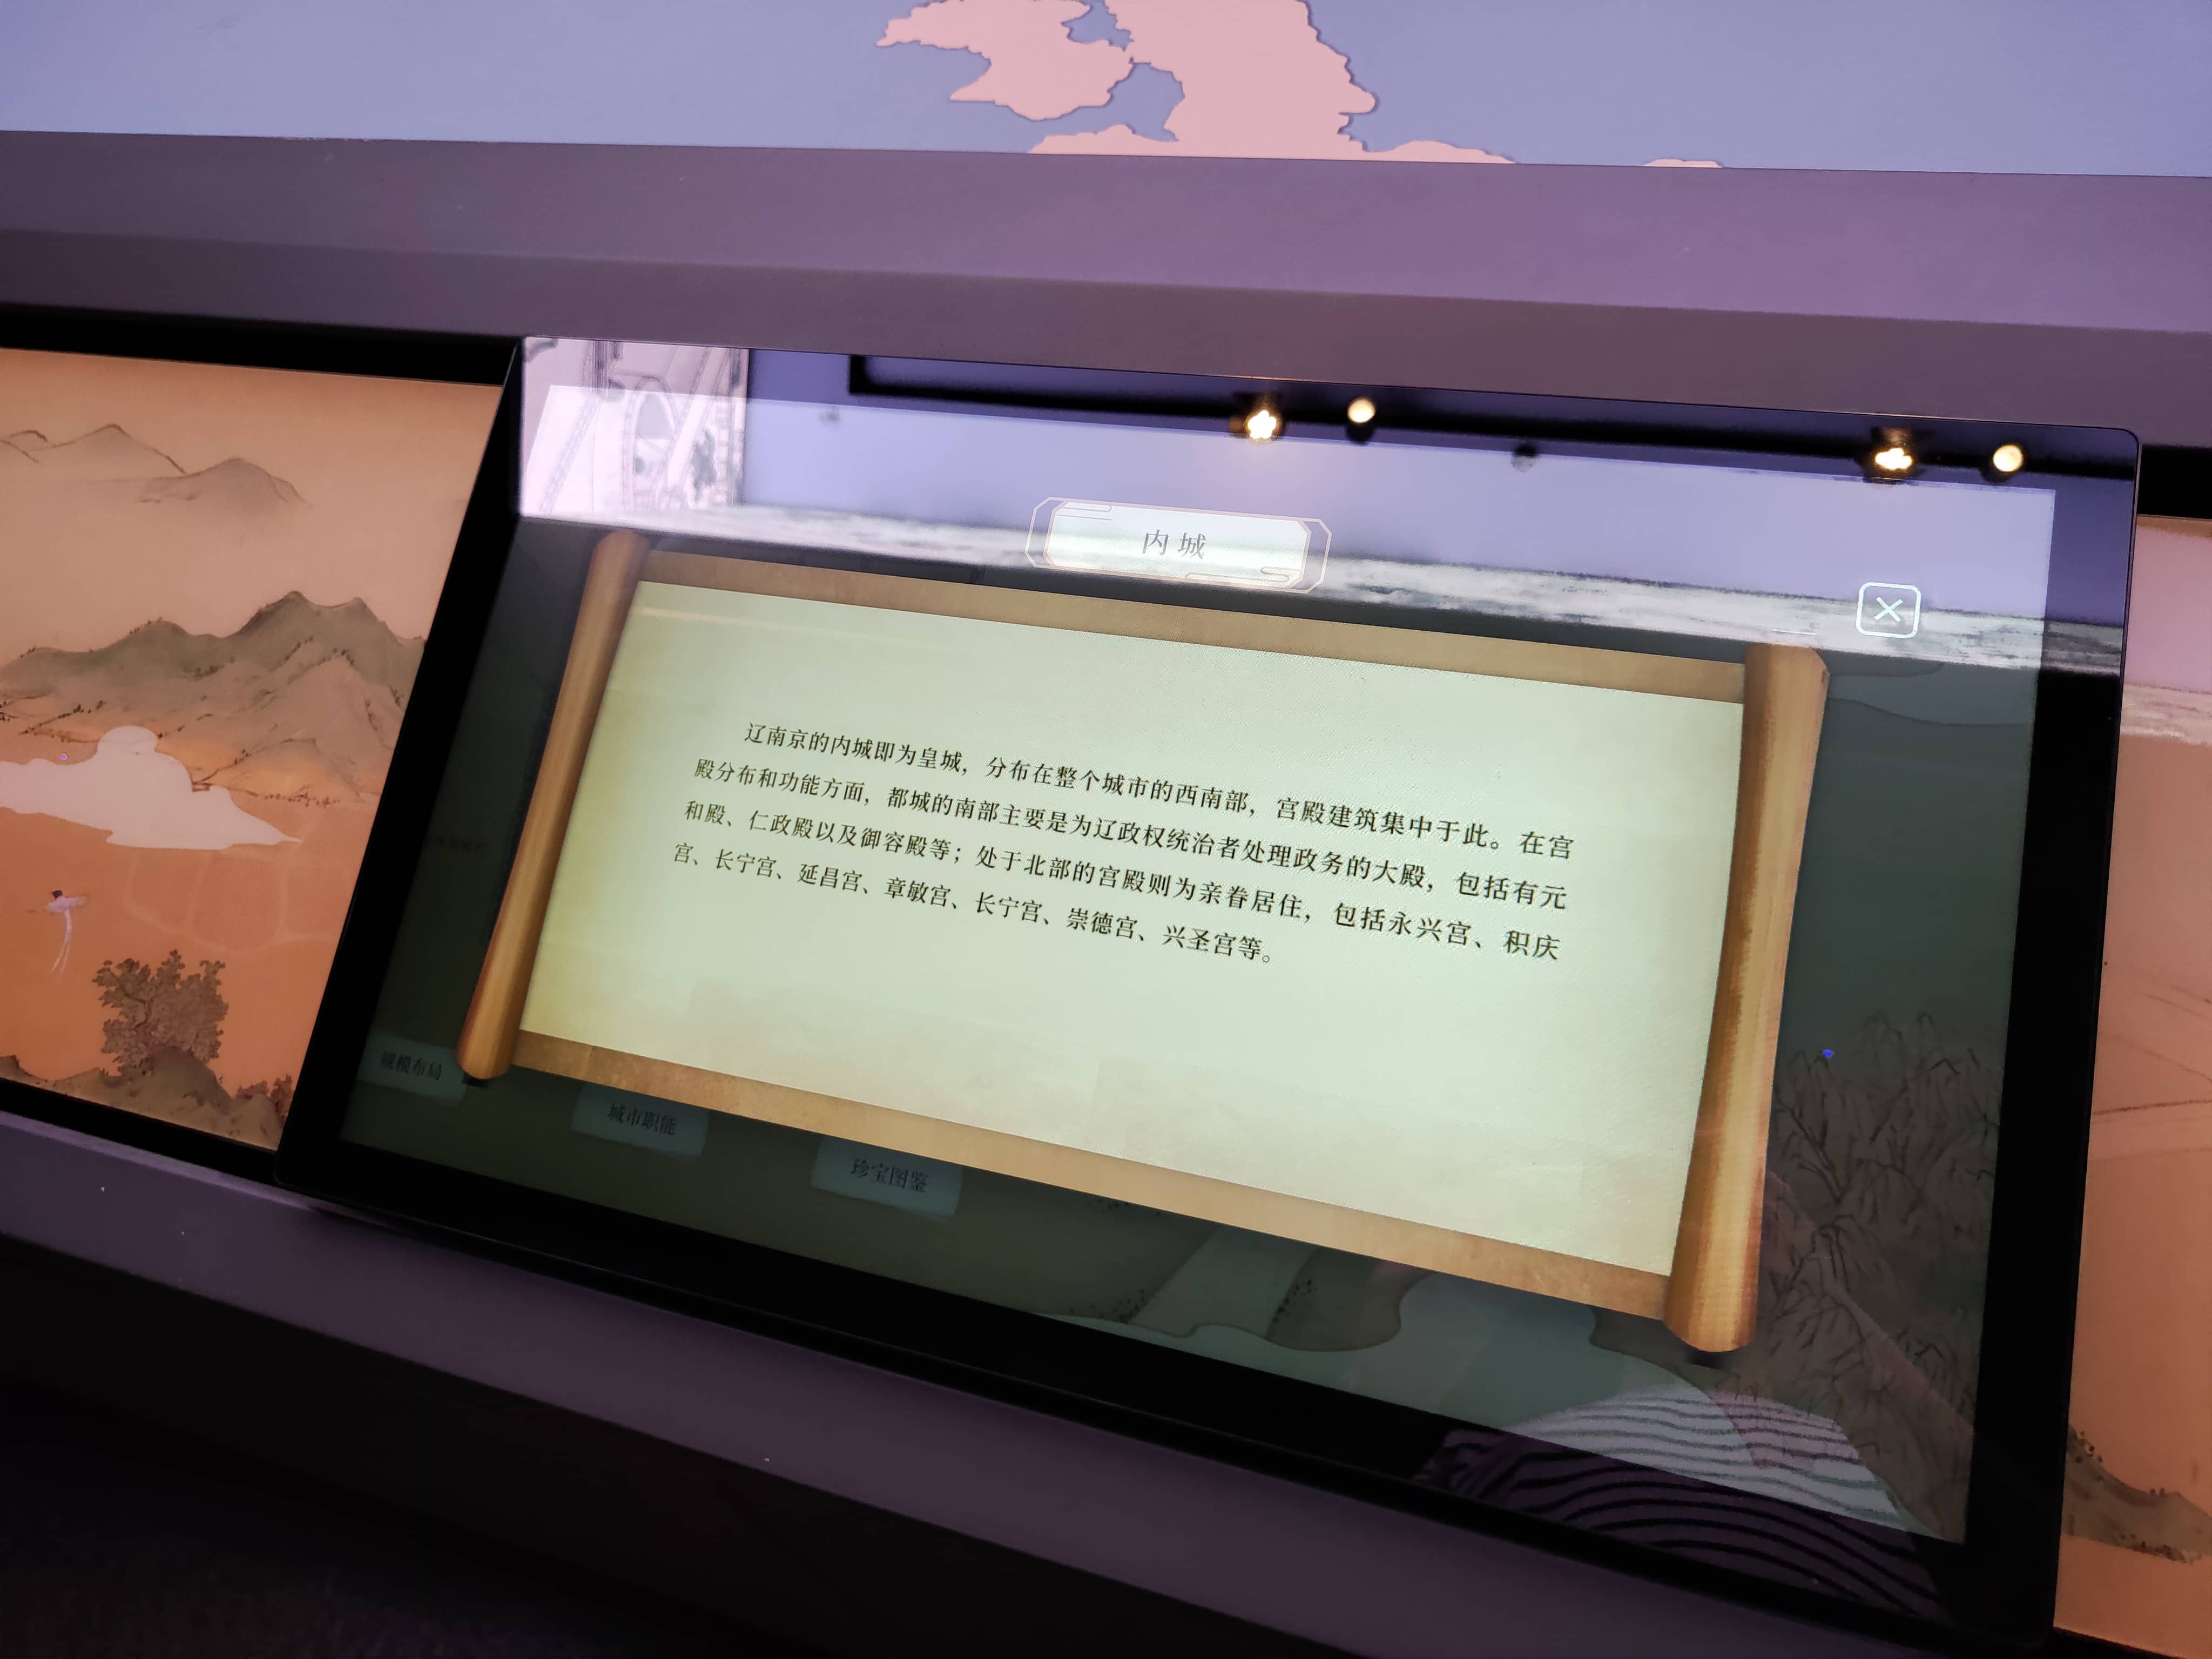 内城
辽南京的内城即为皇城，分布在整个城市的西南部，宫殿建筑集中于此。在宫
殿分布和功能方面，都城的南部主要是为辽政权统治者处理政务的大殿，包括有元
和殿、仁政殿以及御容殿等；处于北部的宫殿则为亲眷居住，包括永兴宫、积庆
宫、长宁宫、延昌宫、章敏宫、长宁宫、崇德宫、兴圣宫等。
规模布局
城市职能
珍宝图鉴